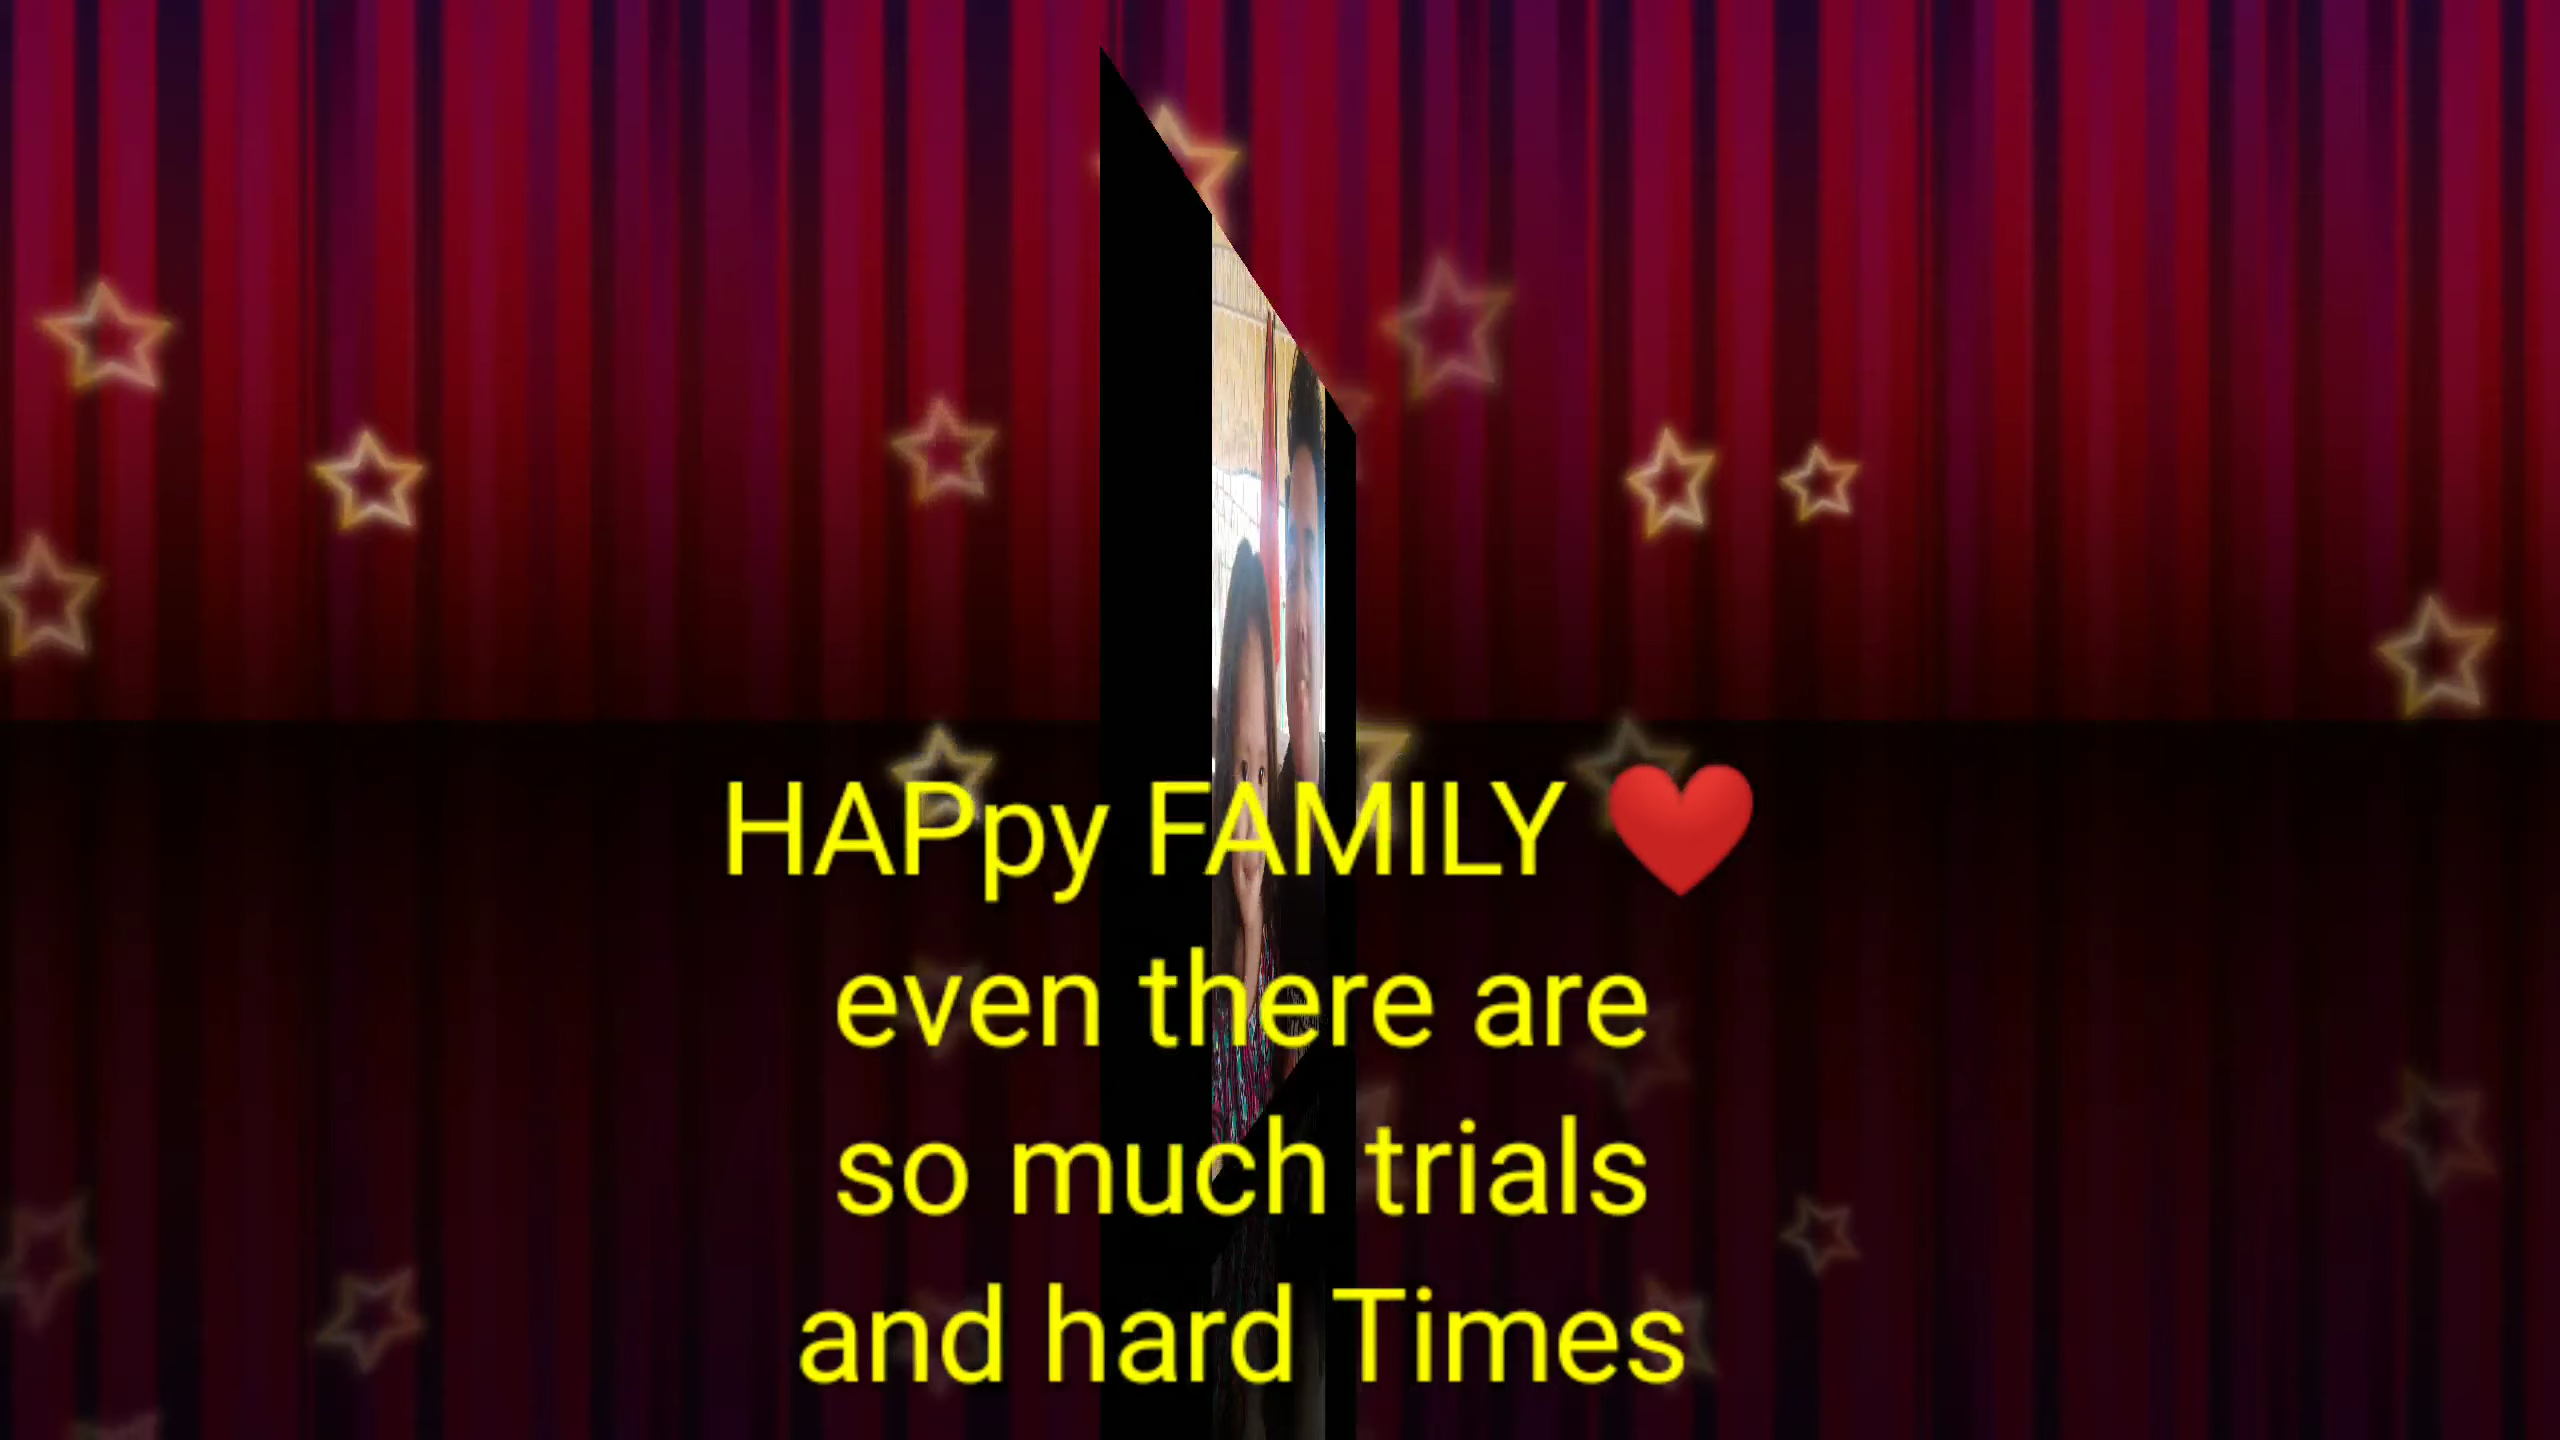 HAPpy FAMILY ❤️
even there are
so much trials
and hard Times